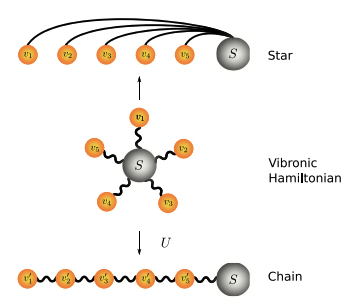 v₁ v₂ v₃ v₄ v₅ S Star
v₁
v₅ v₂
S
Vibronic
Hamiltonian
v₄ v₃
U
v′₁ v′₂ v′₃ v′₄ v′₅ S Chain